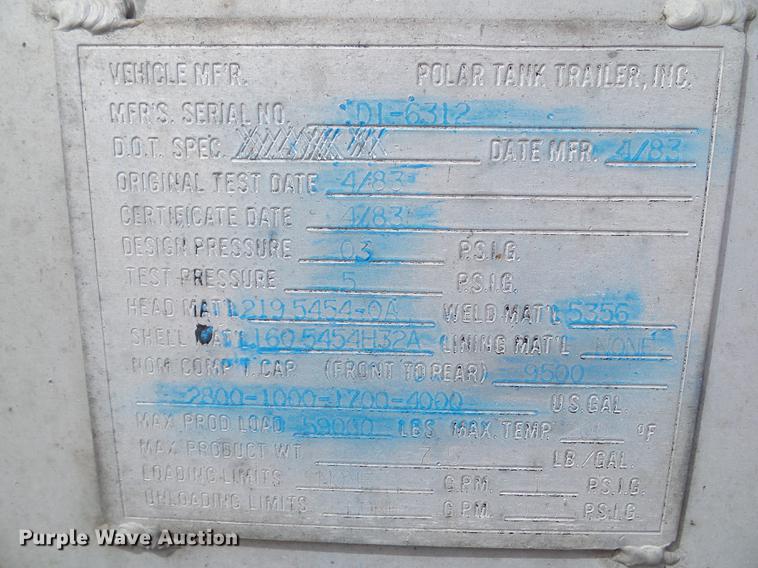 VEHICLE MF'R. POLAR TANK TRAILER, INC.
MFR'S. SERIAL NO. D1-6312
D.O.T. SPEC. DATE MFR. 4/83
ORIGINAL TEST DATE 4/83
CERTIFICATE DATE 4/83
DESIGN PRESSURE 03 P.S.I.G.
TEST PRESSURE 5 P.S.I.G.
HEAD MAT'L .219 5454-0A WELD MAT'L 5356
SHELL MAT'L .160 5454H32A LINING MAT'L NONE
NOM. COMP'T. CAP (FRONT TO REAR) 9500
2800-1000-1700-4000 U.S. GAL.
MAX. PROD LOAD 59000 LBS MAX. TEMP. °F
MAX PRODUCT WT LB./GAL.
LOADING LIMITS G.P.M. P.S.I.G.
UNLOADING LIMITS G.P.M. P.S.I.G.
Purple Wave Auction